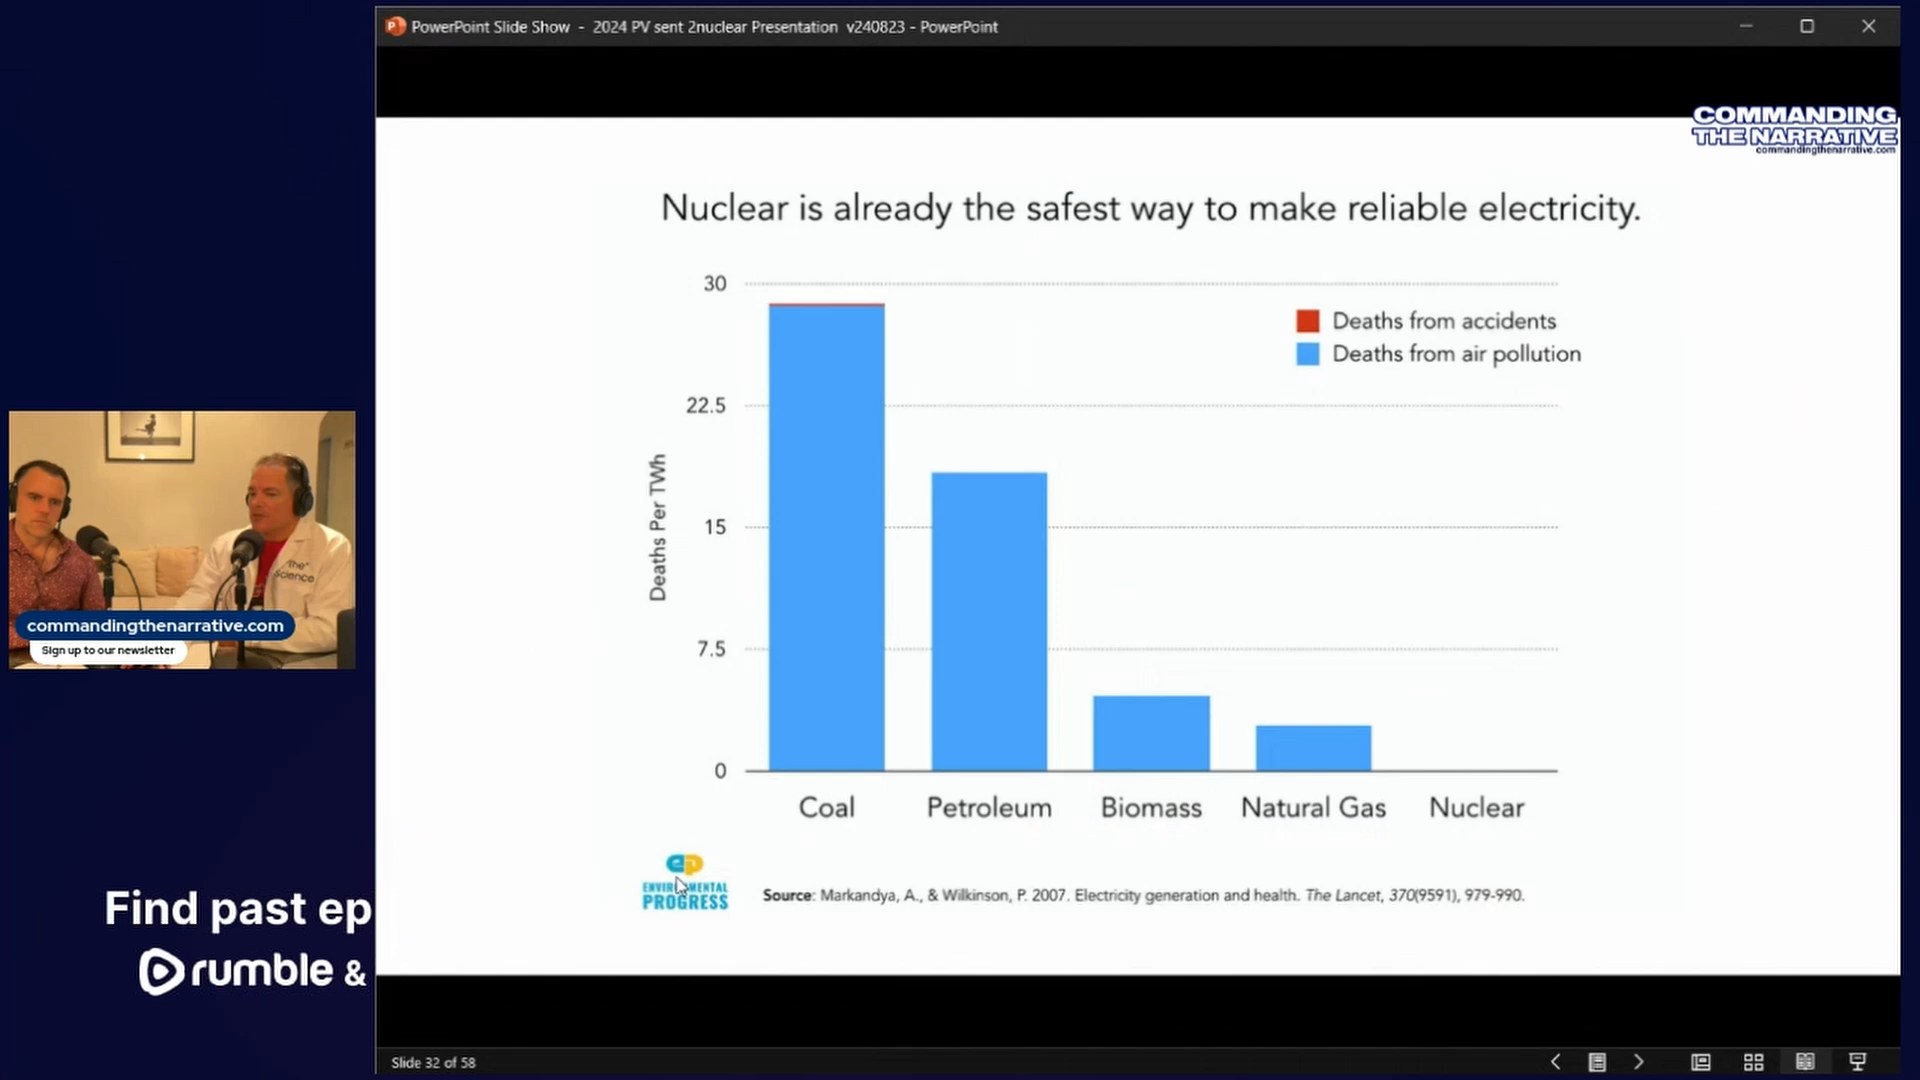 PowerPoint Slide Show - 2024 PV sent 2nuclear Presentation v240823 - PowerPoint
COMMANDING
THE NARRATIVE
commandingthenarrative.com
Nuclear is already the safest way to make reliable electricity.
30
22.5
15
7.5
0
Deaths Per TWh
Deaths from accidents
Deaths from air pollution
Coal
Petroleum
Biomass
Natural Gas
Nuclear
ep
ENVIRONMENTAL
PROGRESS
Source: Markandya, A., & Wilkinson, P. 2007. Electricity generation and health. The Lancet, 370(9591), 979-990.
The
Science
commandingthenarrative.com
Sign up to our newsletter
Find past ep
rumble &
Slide 32 of 58